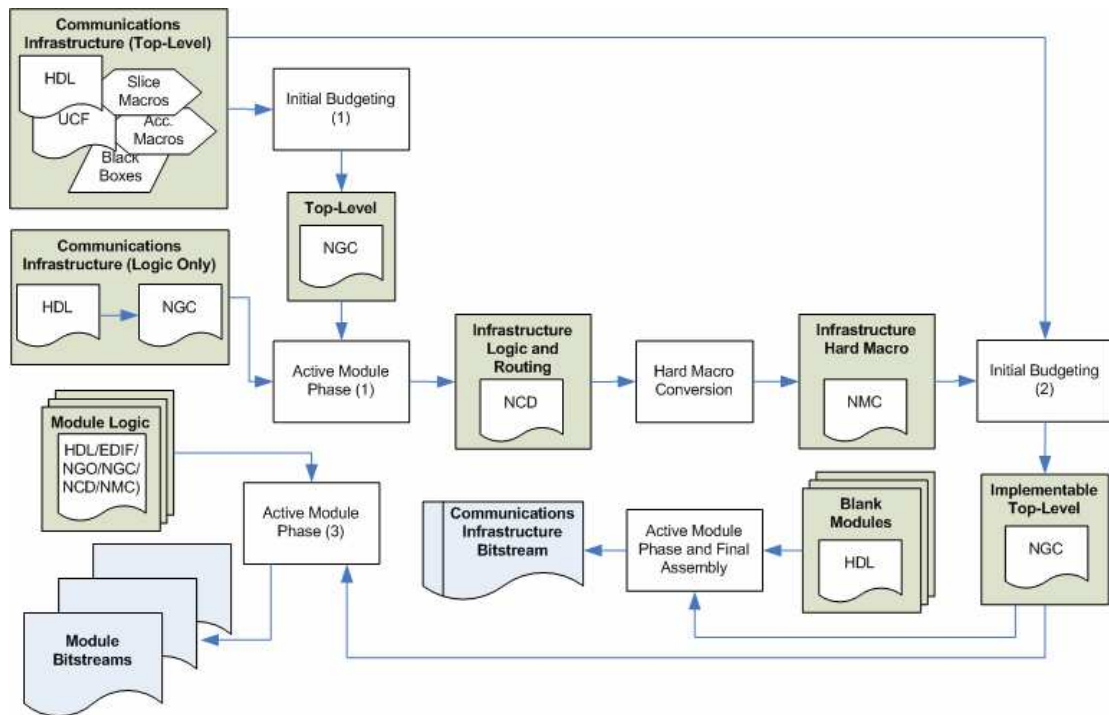 Communications
Infrastructure (Top-Level)
HDL
Slice
Macros
UCF
Acc.
Macros
Black
Boxes
Initial Budgeting
(1)
Top-Level
NGC
Communications
Infrastructure (Logic Only)
HDL
NGC
Active Module
Phase (1)
Infrastructure
Logic and
Routing
NCD
Hard Macro
Conversion
Infrastructure
Hard Macro
NMC
Initial Budgeting
(2)
Module Logic
HDL/EDIF/
NGO/NGC/
NCD/NMC)
Active Module
Phase (3)
Communications
Infrastructure
Bitstream
Active Module
Phase and Final
Assembly
Blank
Modules
HDL
Implementable
Top-Level
NGC
Module
Bitstreams